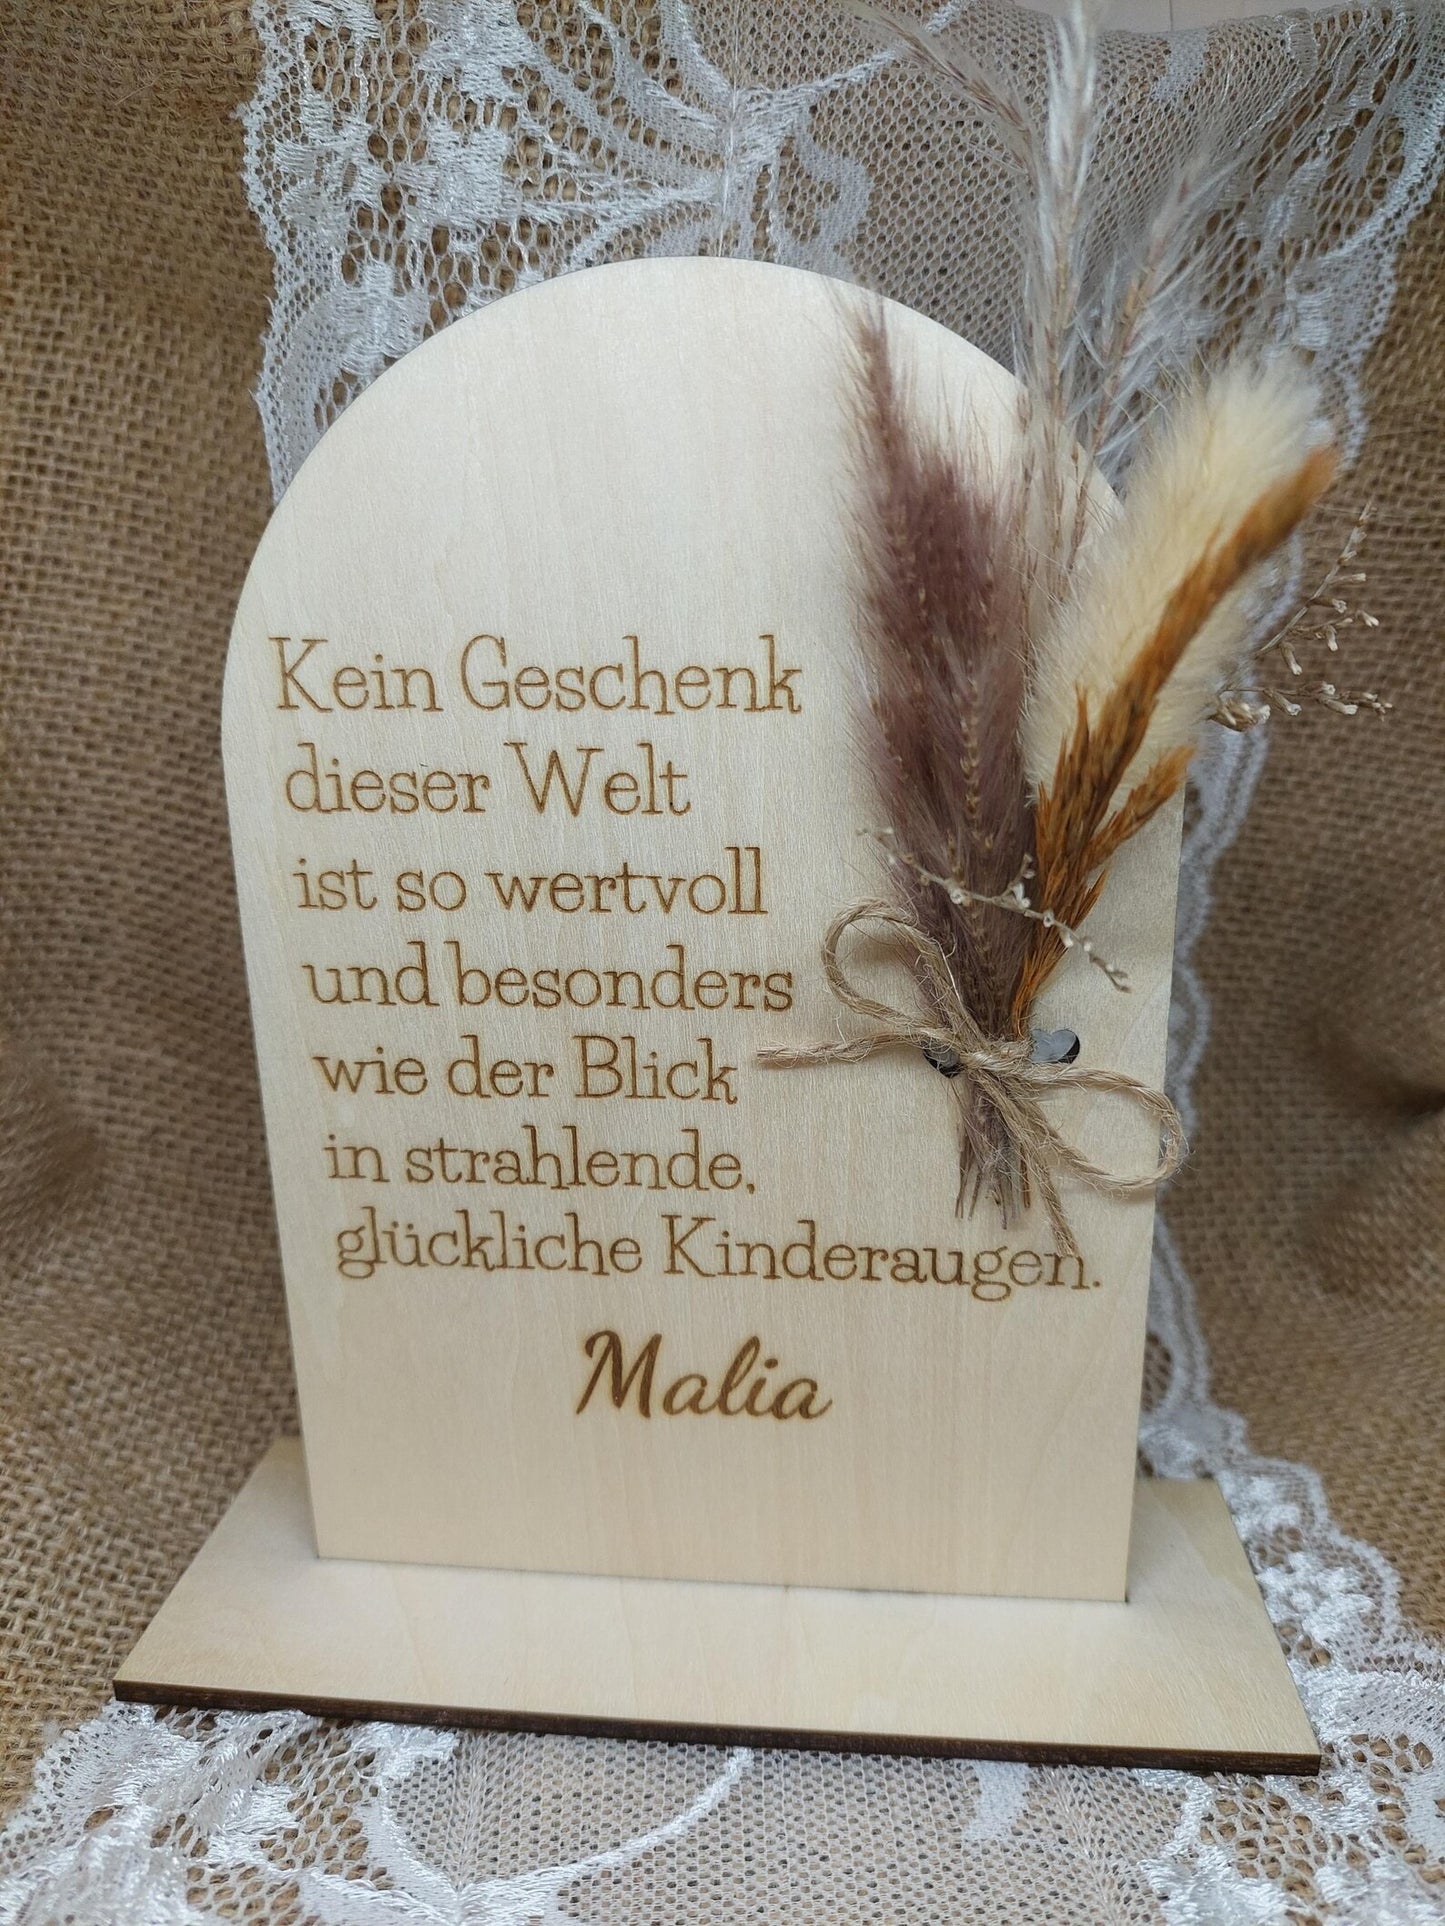 Kein Geschenk
dieser Welt
ist so wertvoll
und besonders
wie der Blick
in strahlende,
glückliche Kinderaugen.
Malia